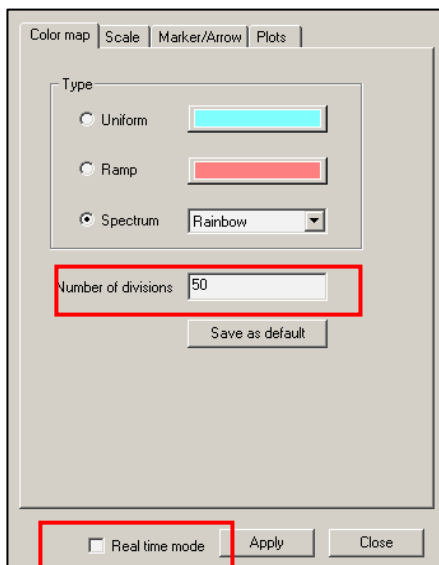 Color map Scale Marker/Arrow Plots
Type
Uniform
Ramp
Spectrum Rainbow
Number of divisions 50
Save as default
Real time mode Apply Close